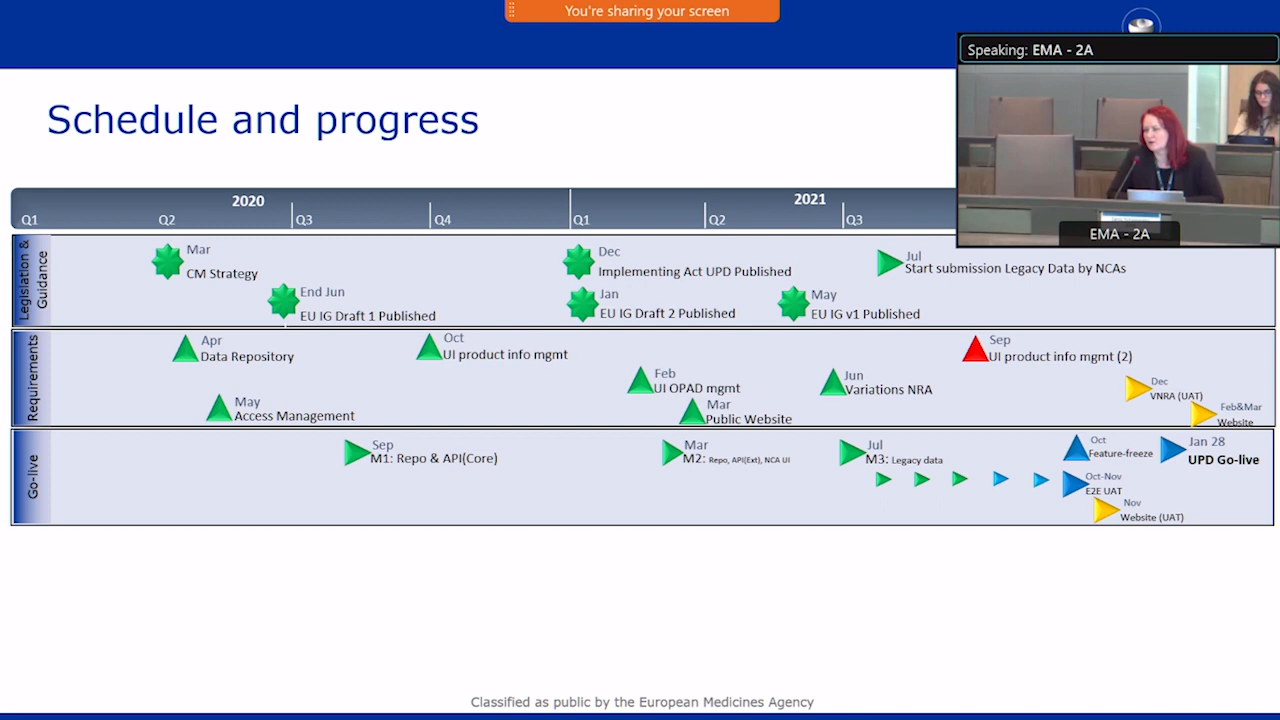 You're sharing your screen
Speaking: EMA - 2A
EMA - 2A
Schedule and progress
2020
2021
Q1
Q2
Q3
Q4
Q1
Q2
Q3
Legislation &
Guidance
Mar
CM Strategy
End Jun
EU IG Draft 1 Published
Dec
Implementing Act UPD Published
Jan
EU IG Draft 2 Published
May
EU IG v1 Published
Jul
Start submission Legacy Data by NCAs
Requirements
Apr
Data Repository
May
Access Management
Oct
UI product info mgmt
Feb
UI OPAD mgmt
Mar
Public Website
Jun
Variations NRA
Sep
UI product info mgmt (2)
Dec
VNRA (UAT)
Feb&Mar
Website
Go-live
Sep
M1: Repo & API(Core)
Mar
M2: Repo, API(Ext), NCA UI
Jul
M3: Legacy data
Oct
Feature-freeze
Oct-Nov
E2E UAT
Nov
Website (UAT)
Jan 28
UPD Go-live
Classified as public by the European Medicines Agency